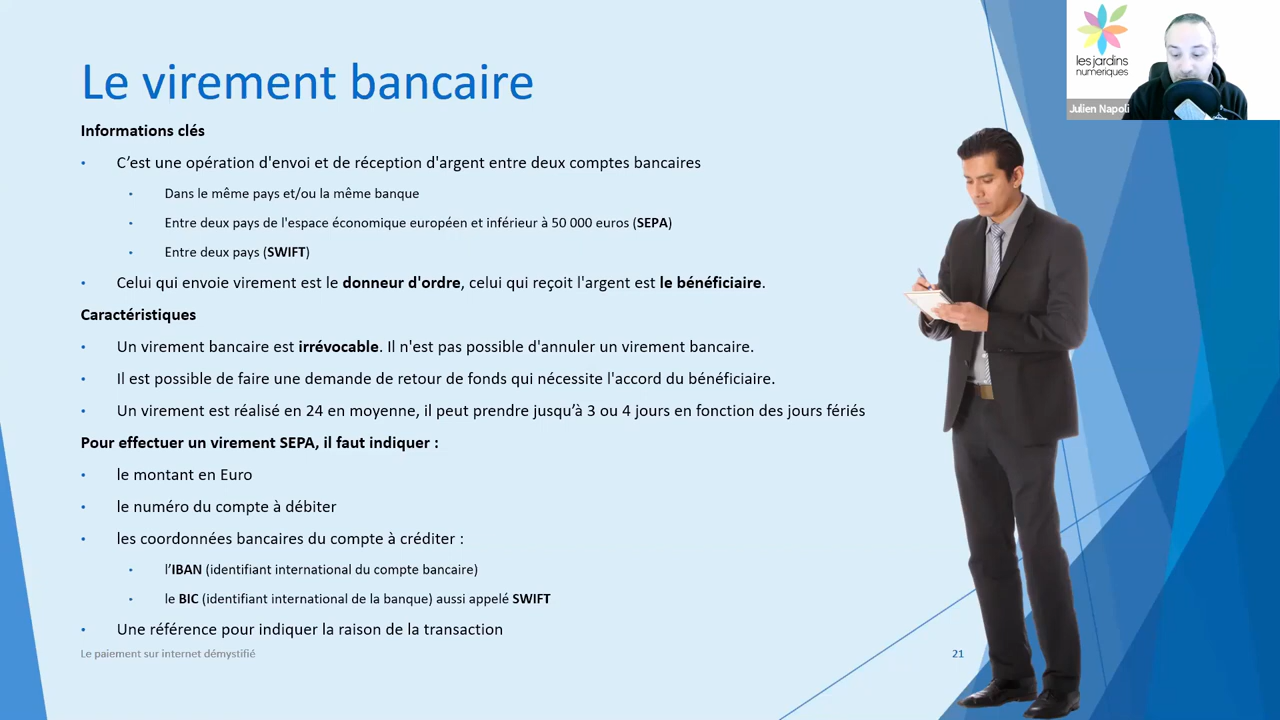 Le virement bancaire
les jardins
numeriques
Julien Napoli
Informations clés
• C’est une opération d'envoi et de réception d'argent entre deux comptes bancaires
• Dans le même pays et/ou la même banque
• Entre deux pays de l'espace économique européen et inférieur à 50 000 euros (SEPA)
• Entre deux pays (SWIFT)
• Celui qui envoie virement est le donneur d'ordre, celui qui reçoit l'argent est le bénéficiaire.
Caractéristiques
• Un virement bancaire est irrévocable. Il n'est pas possible d'annuler un virement bancaire.
• Il est possible de faire une demande de retour de fonds qui nécessite l'accord du bénéficiaire.
• Un virement est réalisé en 24 en moyenne, il peut prendre jusqu’à 3 ou 4 jours en fonction des jours fériés
Pour effectuer un virement SEPA, il faut indiquer :
• le montant en Euro
• le numéro du compte à débiter
• les coordonnées bancaires du compte à créditer :
• l’IBAN (identifiant international du compte bancaire)
• le BIC (identifiant international de la banque) aussi appelé SWIFT
• Une référence pour indiquer la raison de la transaction
Le paiement sur internet démystifié
21